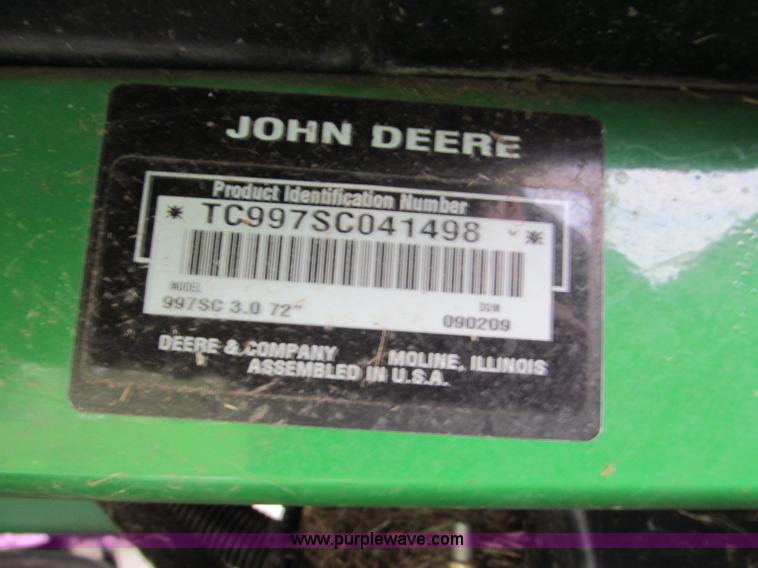 JOHN DEERE
Product Identification Number
* TC997SC041498 *
MODEL DOM
997SC 3.0 72" 090209
DEERE & COMPANY MOLINE, ILLINOIS
ASSEMBLED IN U.S.A.
www.purplewave.com